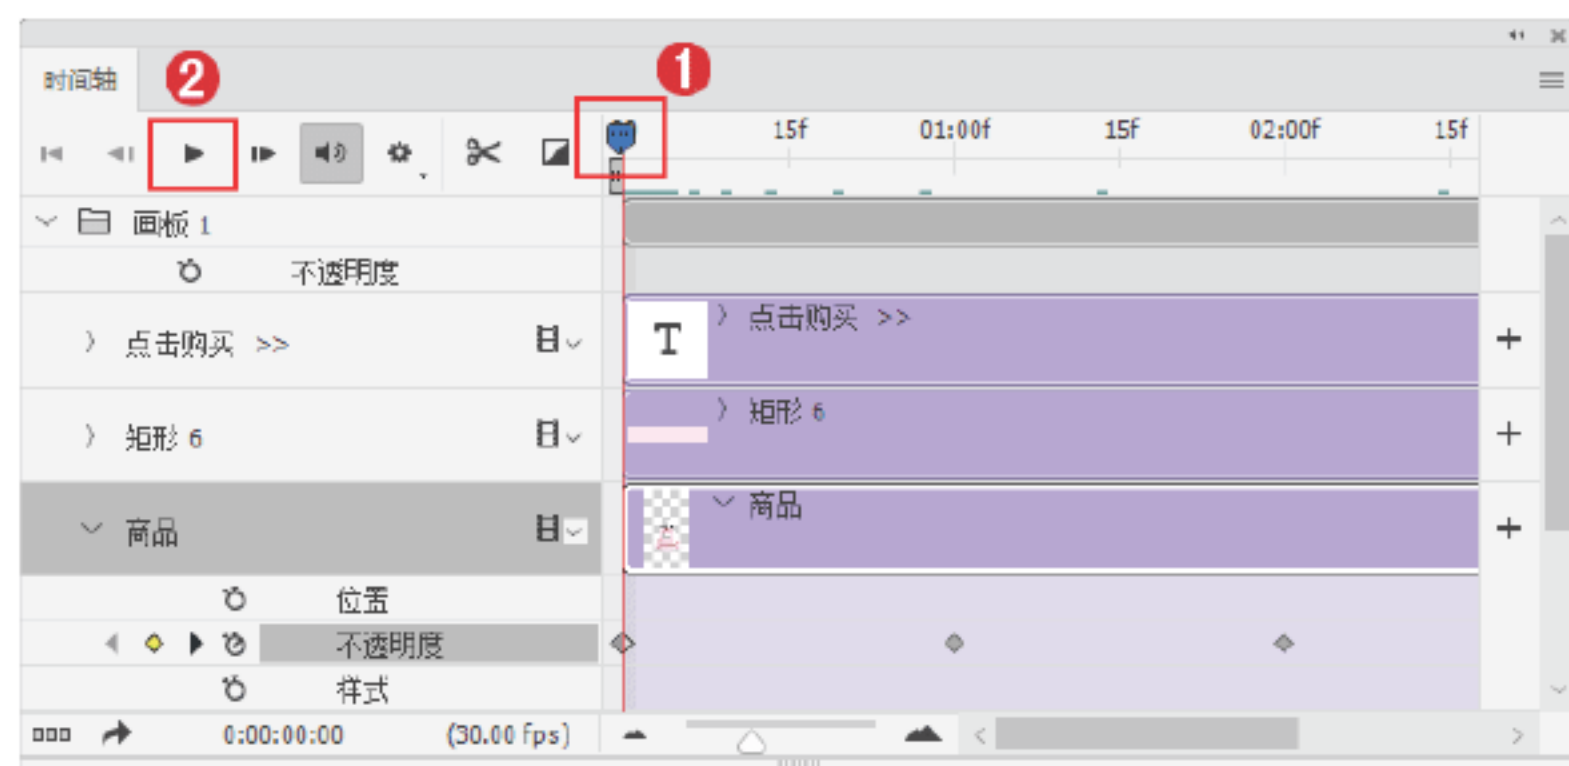 时间轴
2
1
15f 01:00f 15f 02:00f 15f
画板 1
不透明度
点击购买 >>
T
点击购买 >>
矩形 6
矩形 6
商品
商品
位置
不透明度
样式
0:00:00:00 (30.00 fps)